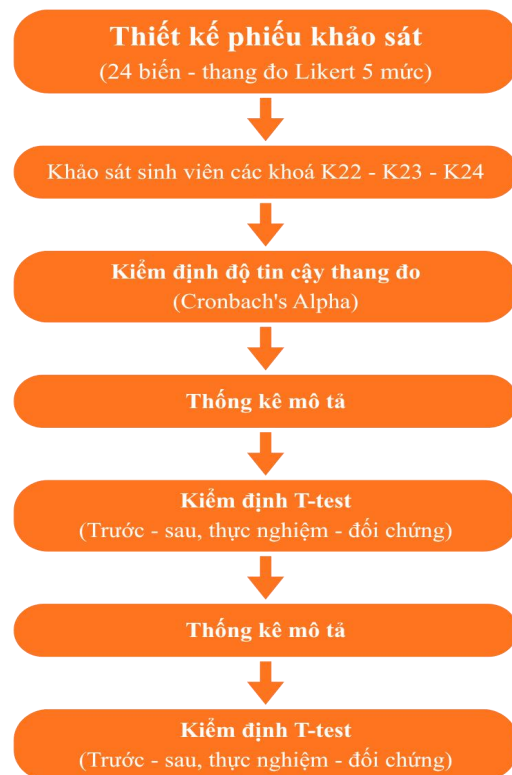 Thiết kế phiếu khảo sát
(24 biến - thang đo Likert 5 mức)
Khảo sát sinh viên các khoá K22 - K23 - K24
Kiểm định độ tin cậy thang đo
(Cronbach's Alpha)
Thống kê mô tả
Kiểm định T-test
(Trước - sau, thực nghiệm - đối chứng)
Thống kê mô tả
Kiểm định T-test
(Trước - sau, thực nghiệm - đối chứng)